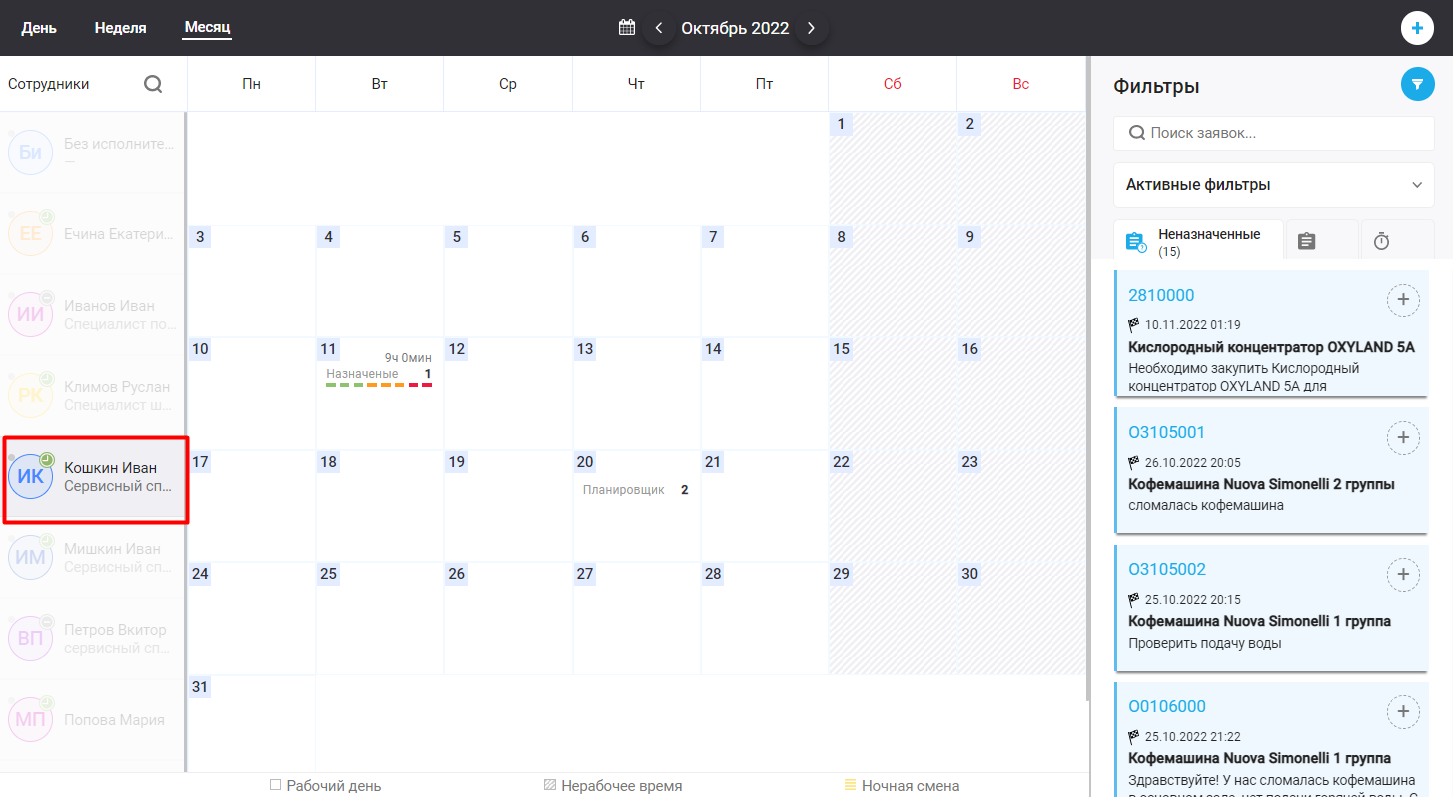 День Неделя Месяц Октябрь 2022
Сотрудники
Би
Без исполните...
—
ЕЕ
Ечина Екатери...
ИИ
Иванов Иван
Специалист по...
РК
Климов Руслан
Специалист ш...
ИК
Кошкин Иван
Сервисный сп...
ИМ
Мишкин Иван
Сервисный сп...
ВП
Петров Вкитор
сервисный сп...
МП
Попова Мария
Пн Вт Ср Чт Пт Сб Вс
1 2
3 4 5 6 7 8 9
10 11 12 13 14 15 16
9ч 0мин
Назначеные 1
17 18 19 20 21 22 23
Планировщик 2
24 25 26 27 28 29 30
31
Рабочий день Нерабочее время Ночная смена
Фильтры
Поиск заявок...
Активные фильтры
Неназначенные
(15)
2810000
10.11.2022 01:19
Кислородный концентратор OXYLAND 5A
Необходимо закупить Кислородный
концентратор OXYLAND 5A для
О3105001
26.10.2022 20:05
Кофемашина Nuova Simonelli 2 группы
сломалась кофемашина
О3105002
25.10.2022 20:15
Кофемашина Nuova Simonelli 1 группа
Проверить подачу воды
О0106000
25.10.2022 21:22
Кофемашина Nuova Simonelli 1 группа
Здравствуйте! У нас сломалась кофемашина